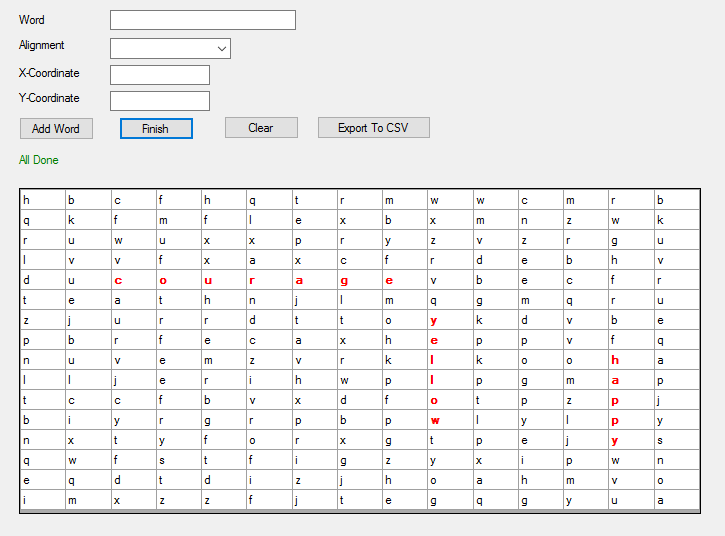 Word
Alignment
X-Coordinate
Y-Coordinate
Add Word Finish Clear Export To CSV
All Done
h b c f h q t r m w w c m r b
q k f m f l e x b x m n z w k
r u w u x x p r y z v z r g u
l v v f x a x c f r d e b h v
d u c o u r a g e v b e c f r
t e a t h n j l m q g m q r u
z j u r r d t t o y k d v b e
p b r f e c a x h e p p v f q
n u v e m z v r k l k o o h a
l l j e r i h w p l p g m a p
t c c f b v x d f o t p z p j
b i y r g r p b p w l y l p y
n x t y f o r x g t p e j y s
q w f s t f i g z y x i p w n
e q d t d i z j h o a h m v o
i m x z z f j t e g q g y u a